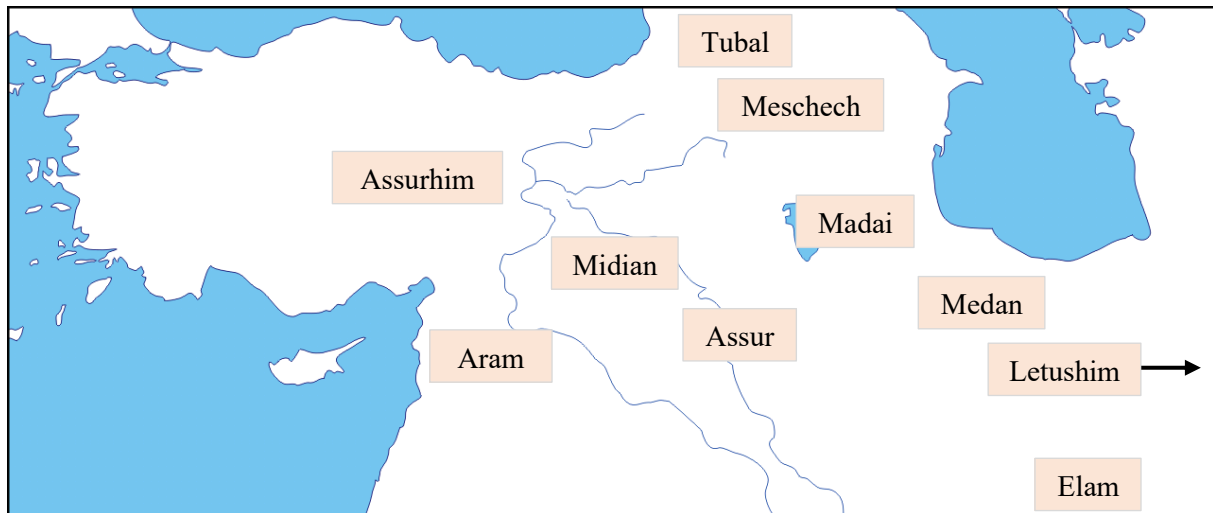 Tubal
Meschech
Assurhim
Madai
Midian
Medan
Assur
Aram
Letushim
Elam